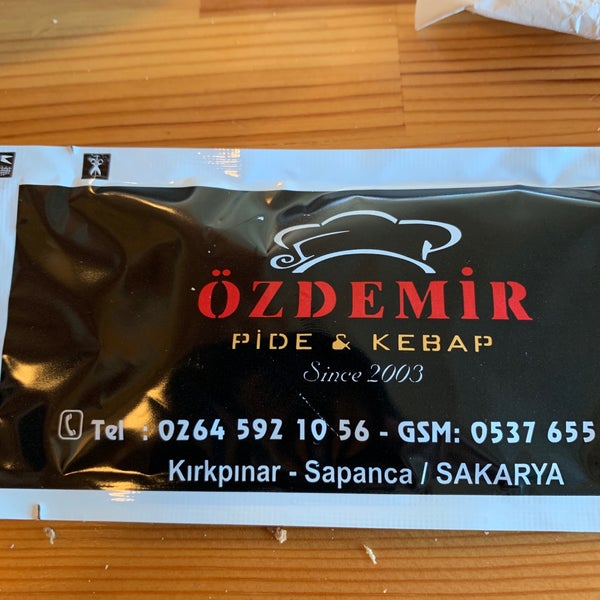 ÖZDEMİR
PİDE & KEBAP
Since 2003
Tel : 0264 592 10 56 - GSM: 0537 655
Kırkpınar - Sapanca / SAKARYA